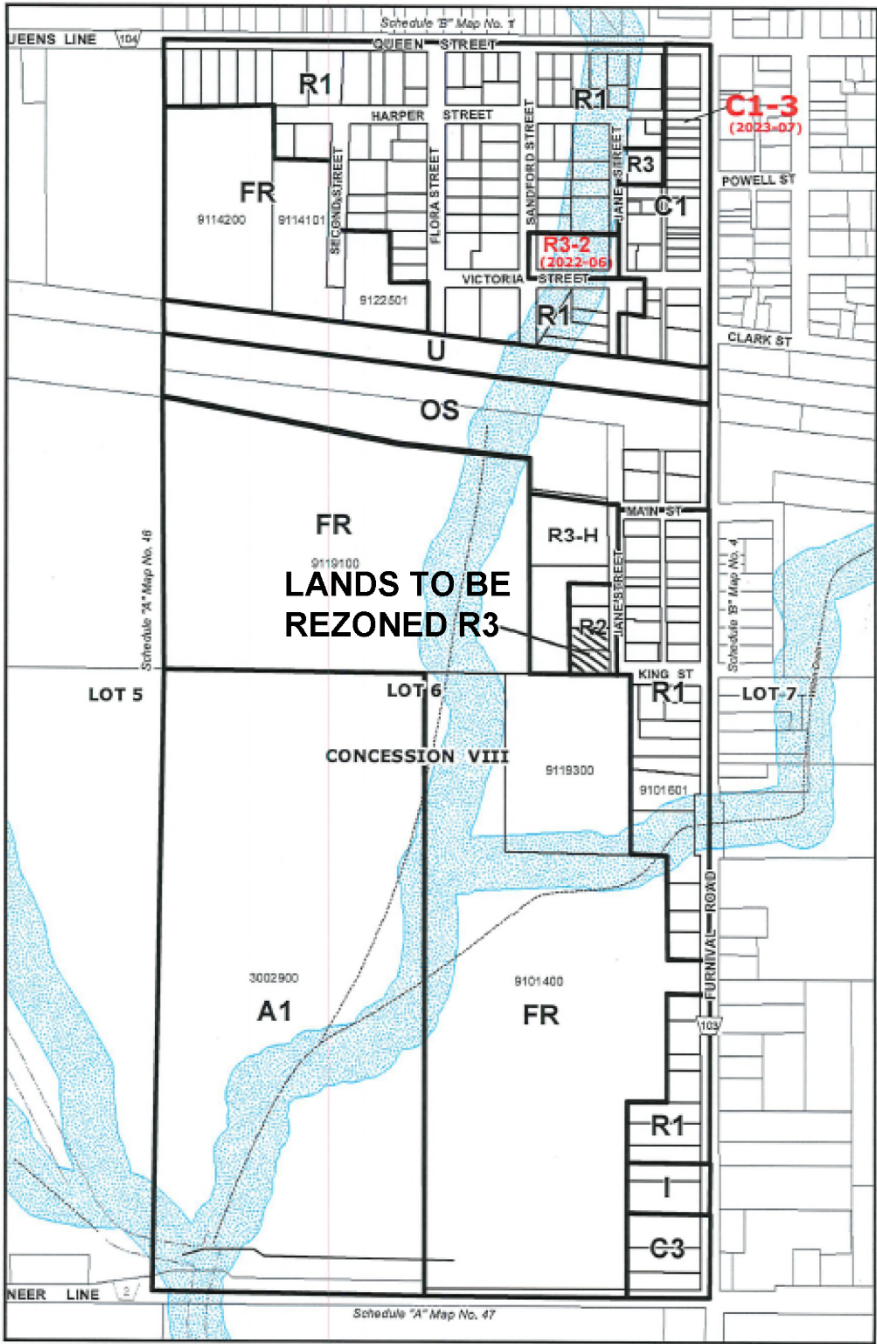 Schedule "B" Map No. 1
UEENS LINE 104
QUEEN STREET
R1
R1
C1-3
(2023-07)
HARPER STREET
SECOND STREET
FLORA STREET
SANDFORD STREET
JANE STREET
R3
POWELL ST
FR
9114200
9114101
C1
R3-2
(2022-06)
VICTORIA STREET
9122501
R1
CLARK ST
U
OS
MAIN ST
FR
9119100
R3-H
JANE STREET
Schedule "A" Map No. 46
Schedule "B" Map No. 4
LANDS TO BE
REZONED R3
R2
KING ST
R1
LOT 5
LOT 6
LOT 7
CONCESSION VIII
9119300
9101601
FURNIVAL ROAD
103
3002900
A1
9101400
FR
R1
I
C3
NEER LINE 2
Schedule "A" Map No. 47